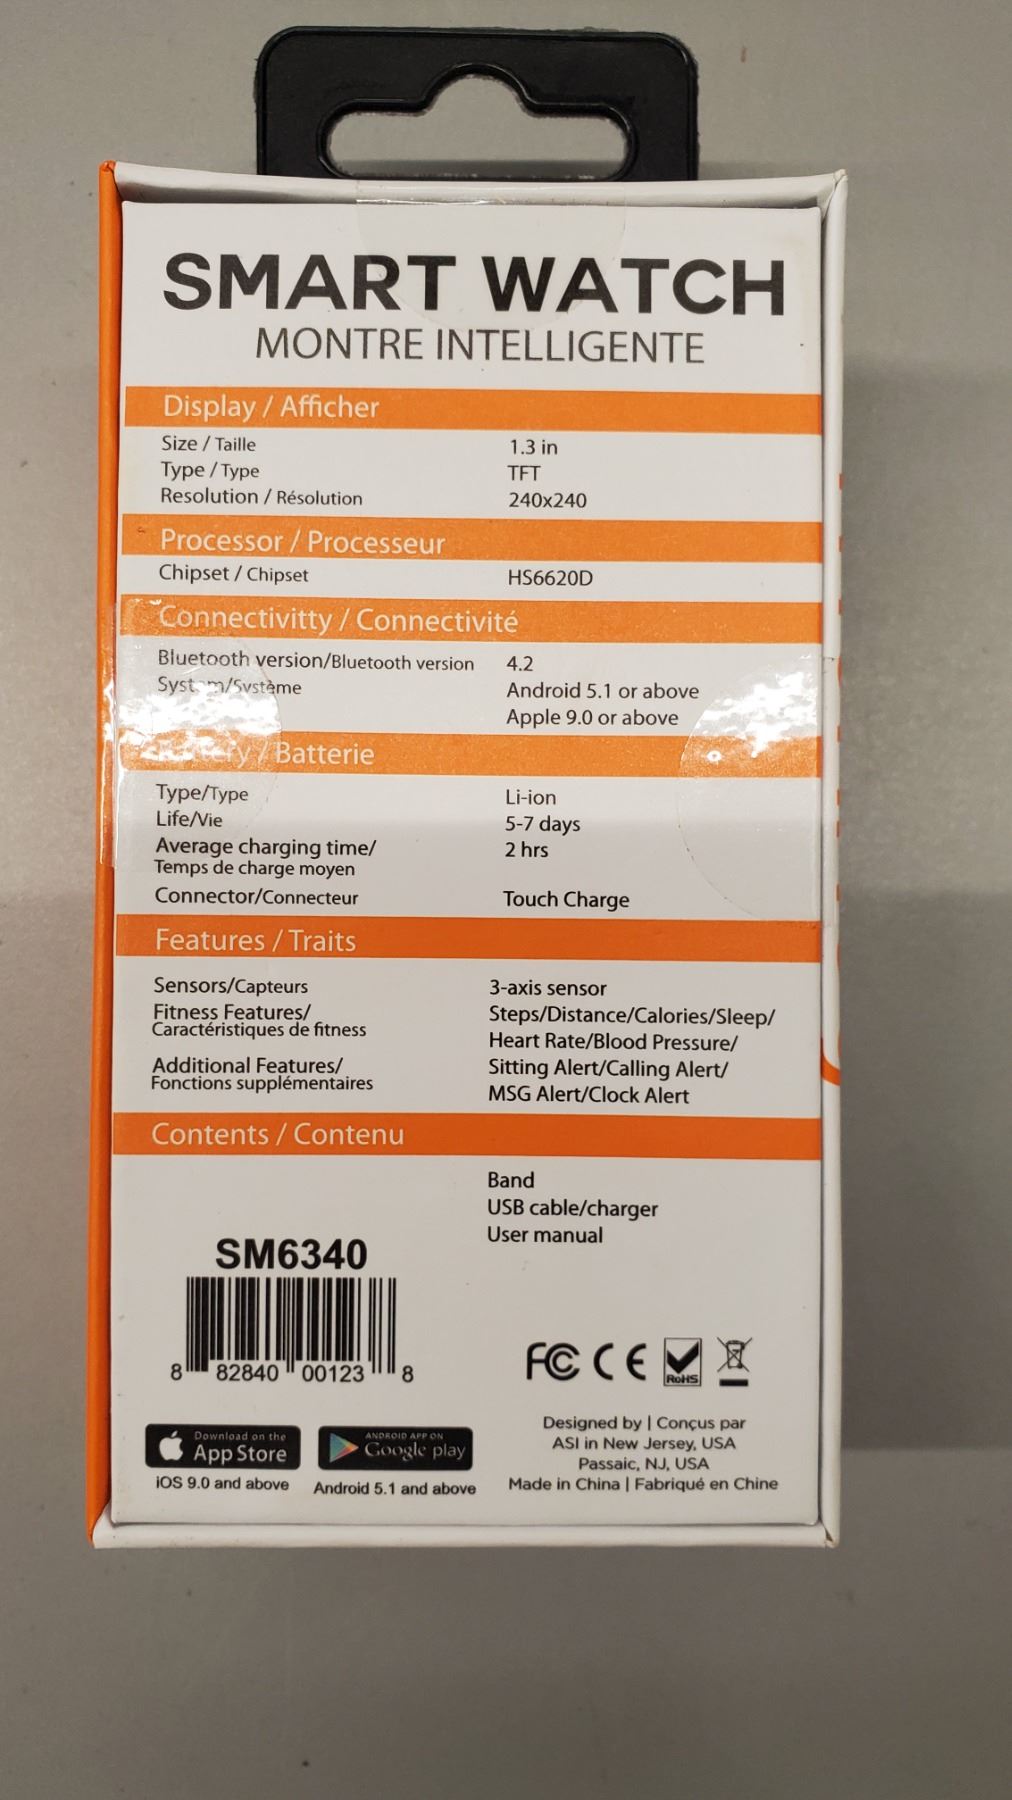 SMART WATCH
MONTRE INTELLIGENTE
Display / Afficher
Size / Taille 1.3 in
Type / Type TFT
Resolution / Résolution 240x240
Processor / Processeur
Chipset / Chipset HS6620D
Connectivitty / Connectivité
Bluetooth version/Bluetooth version 4.2
System/Système Android 5.1 or above
Apple 9.0 or above
Battery / Batterie
Type/Type Li-ion
Life/Vie 5-7 days
Average charging time/ 2 hrs
Temps de charge moyen
Connector/Connecteur Touch Charge
Features / Traits
Sensors/Capteurs 3-axis sensor
Fitness Features/ Steps/Distance/Calories/Sleep/
Caractéristiques de fitness Heart Rate/Blood Pressure/
Additional Features/ Sitting Alert/Calling Alert/
Fonctions supplémentaires MSG Alert/Clock Alert
Contents / Contenu
Band
USB cable/charger
User manual
SM6340
8 82840 00123 8
FC CE RoHS
Download on the
App Store
iOS 9.0 and above
ANDROID APP ON
Google play
Android 5.1 and above
Designed by | Conçus par
ASI in New Jersey, USA
Passaic, NJ, USA
Made in China | Fabriqué en Chine